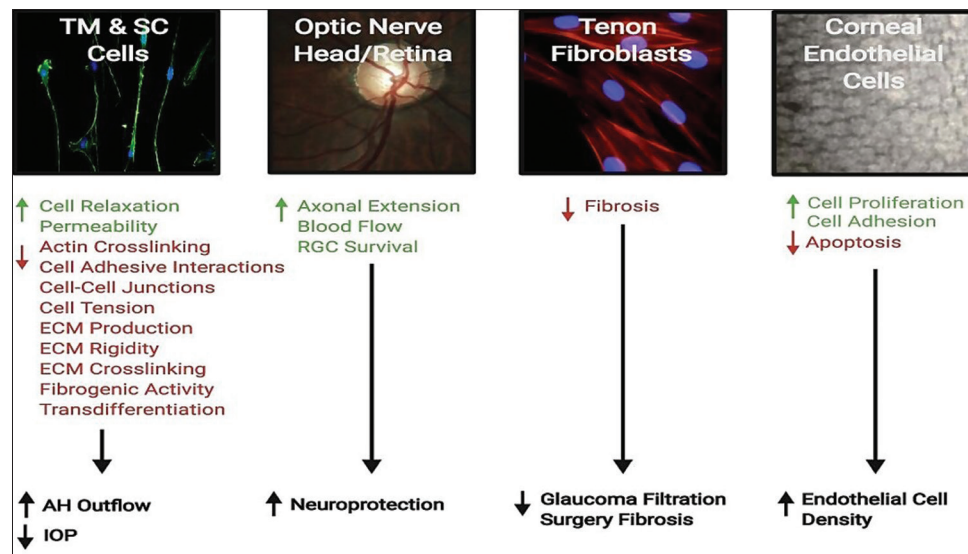 TM & SC
Cells
↑ Cell Relaxation
Permeability
↓ Actin Crosslinking
Cell Adhesive Interactions
Cell-Cell Junctions
Cell Tension
ECM Production
ECM Rigidity
ECM Crosslinking
Fibrogenic Activity
Transdifferentiation
↑ AH Outflow
↓ IOP
Optic Nerve
Head/Retina
↑ Axonal Extension
Blood Flow
RGC Survival
↑ Neuroprotection
Tenon
Fibroblasts
↓ Fibrosis
↓ Glaucoma Filtration
Surgery Fibrosis
Corneal
Endothelial
Cells
↑ Cell Proliferation
Cell Adhesion
↓ Apoptosis
↑ Endothelial Cell
Density